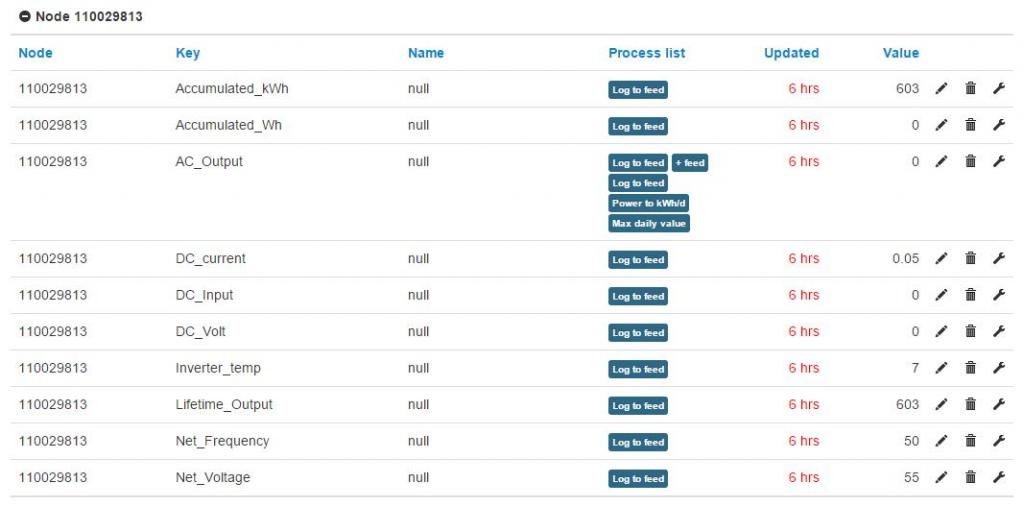 Node 110029813
Node Key Name Process list Updated Value
110029813 Accumulated_kWh null Log to feed 6 hrs 603
110029813 Accumulated_Wh null Log to feed 6 hrs 0
110029813 AC_Output null Log to feed + feed 6 hrs 0
Log to feed
Power to kWh/d
Max daily value
110029813 DC_current null Log to feed 6 hrs 0.05
110029813 DC_Input null Log to feed 6 hrs 0
110029813 DC_Volt null Log to feed 6 hrs 0
110029813 Inverter_temp null Log to feed 6 hrs 7
110029813 Lifetime_Output null Log to feed 6 hrs 603
110029813 Net_Frequency null Log to feed 6 hrs 50
110029813 Net_Voltage null Log to feed 6 hrs 55